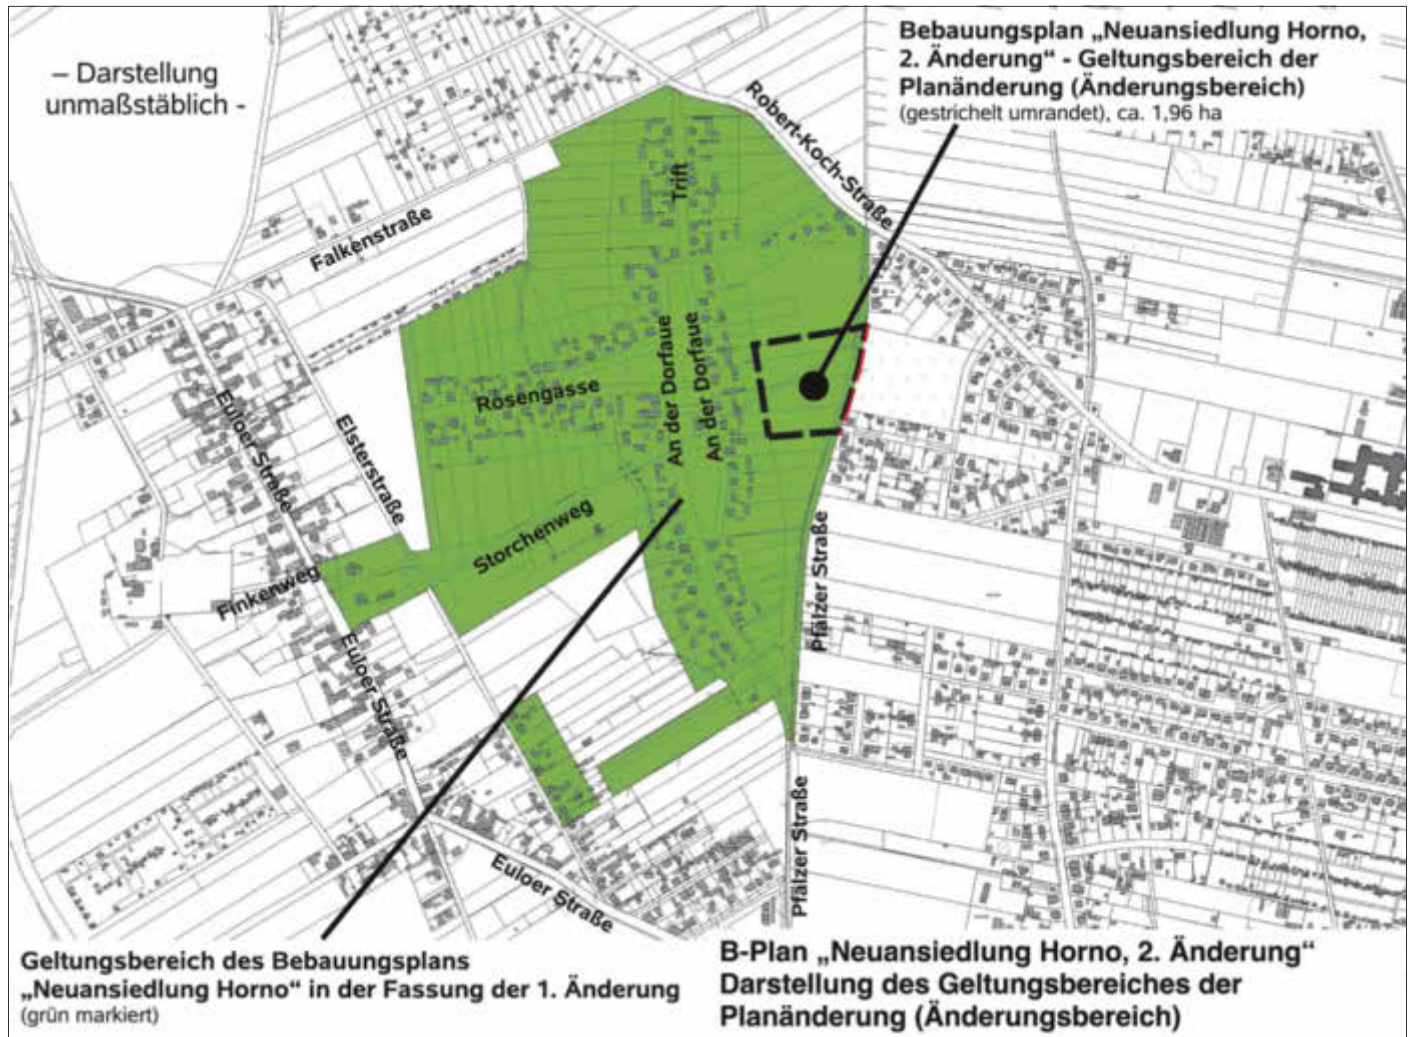 – Darstellung
unmaßstäblich -
Bebauungsplan „Neuansiedlung Horno,
2. Änderung“ - Geltungsbereich der
Planänderung (Änderungsbereich)
(gestrichelt umrandet), ca. 1,96 ha
Robert-Koch-Straße
Trift
Falkenstraße
An der Dorfaue
An der Dorfaue
Rosengasse
Euloer Straße
Elsterstraße
Storchenweg
Finkenweg
Pfälzer Straße
Euloer Straße
Pfälzer Straße
Euloer Straße
Geltungsbereich des Bebauungsplans
„Neuansiedlung Horno“ in der Fassung der 1. Änderung
(grün markiert)
B-Plan „Neuansiedlung Horno, 2. Änderung“
Darstellung des Geltungsbereiches der
Planänderung (Änderungsbereich)